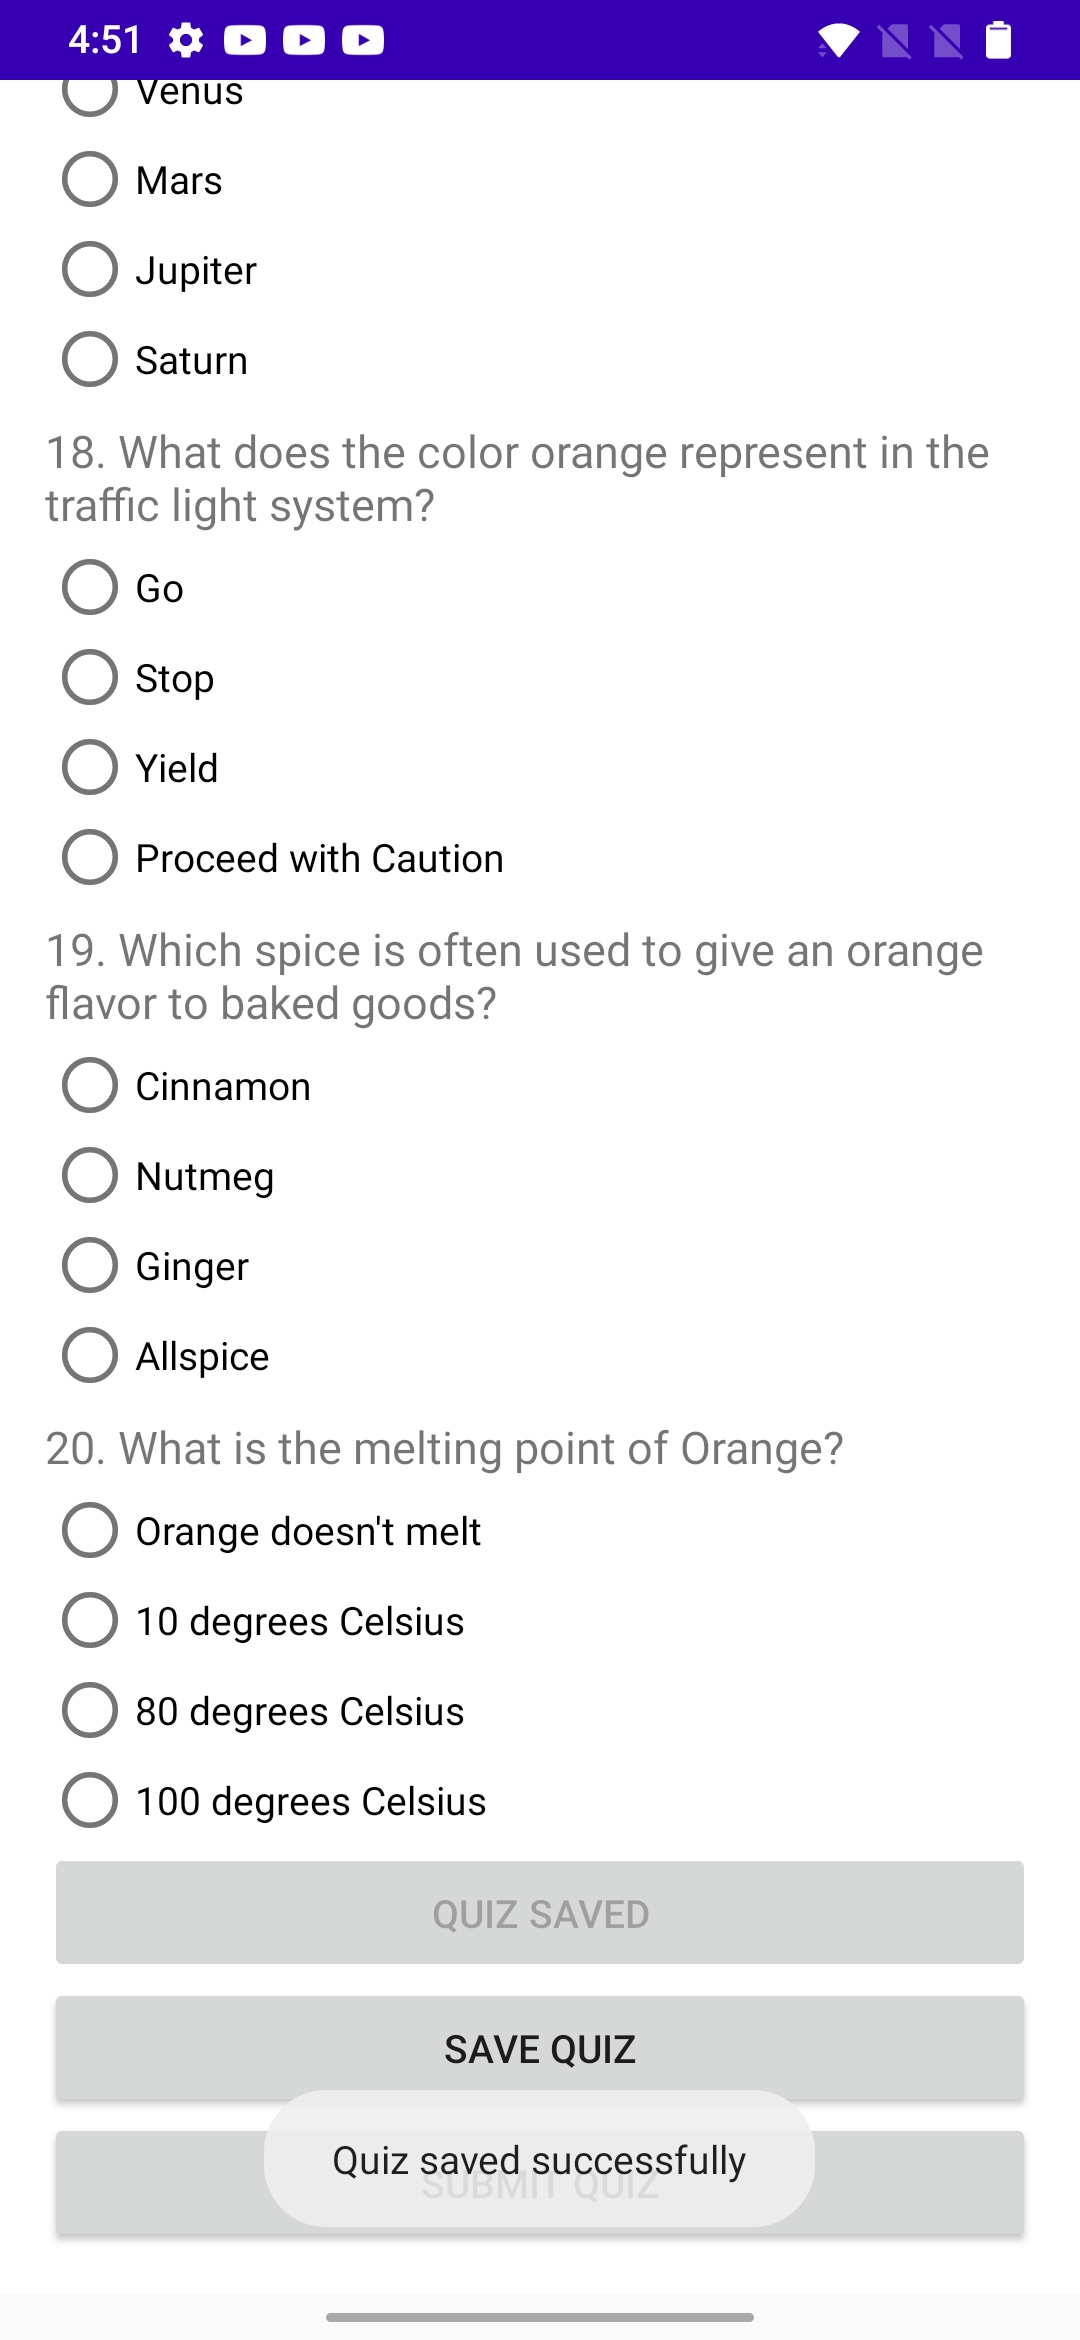 4:51
Venus
Mars
Jupiter
Saturn
18. What does the color orange represent in the
traffic light system?
Go
Stop
Yield
Proceed with Caution
19. Which spice is often used to give an orange
flavor to baked goods?
Cinnamon
Nutmeg
Ginger
Allspice
20. What is the melting point of Orange?
Orange doesn't melt
10 degrees Celsius
80 degrees Celsius
100 degrees Celsius
QUIZ SAVED
SAVE QUIZ
Quiz saved successfully
SUBMIT QUIZ